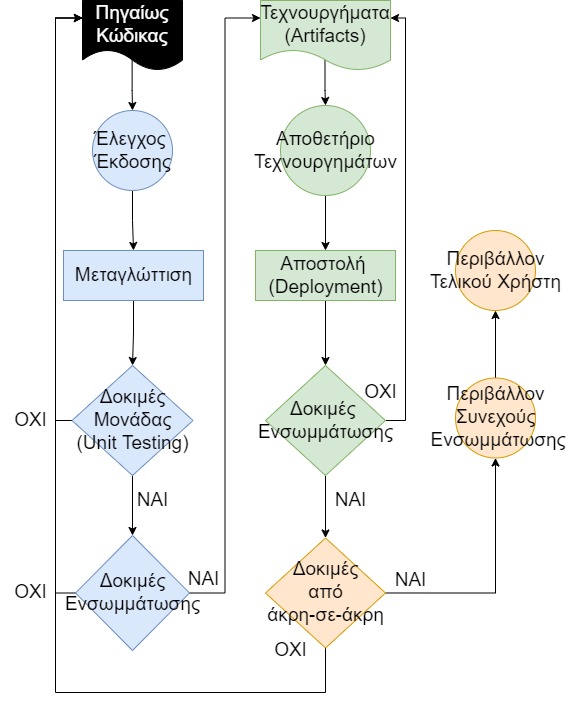 Πηγαίως
Κώδικας
Έλεγχος
Έκδοσης
Μεταγλώττιση
Δοκιμές
Μονάδας
(Unit Testing)
ΟΧΙ
ΝΑΙ
Δοκιμές
Ενσωμμάτωσης
ΟΧΙ
ΝΑΙ
Τεχνουργήματα
(Artifacts)
Αποθετήριο
Τεχνουργημάτων
Αποστολή
(Deployment)
Δοκιμές
Ενσωμμάτωσης
ΟΧΙ
ΝΑΙ
Δοκιμές
από
άκρη-σε-άκρη
ΟΧΙ
ΝΑΙ
Περιβάλλον
Συνεχούς
Ενσωμμάτωσης
Περιβάλλον
Τελικού Χρήστη